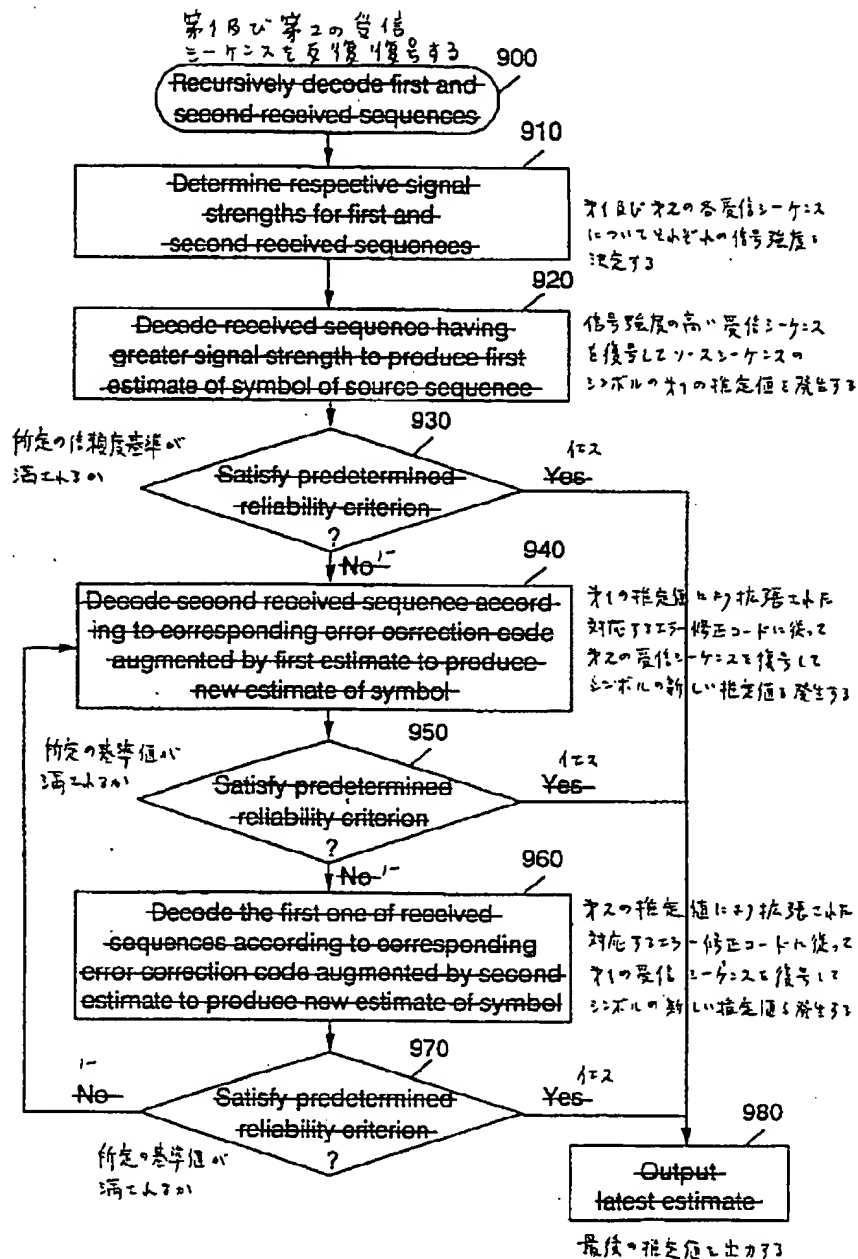 第1及び第2の受信
シーケンスを反復復号する
900
Recursively decode first and
second received sequences
910
Determine respective signal
strengths for first and
second received sequences
才1及び才2の各受信シーケンス
についてそれぞれの信号強度を
決定する
920
Decode received sequence having
greater signal strength to produce first
estimate of symbol of source sequence
信号強度の高い受信シーケンス
を復号してソースシーケンスの
シンボルの才1の推定値を発生する
930
所定の信頼度基準が
満されるか
Satisfy predetermined
reliability criterion
?
イエス
Yes
No ノー
940
Decode second received sequence accord-
ing to corresponding error correction code
augmented by first estimate to produce
new estimate of symbol
才1の推定値により拡張された
対応するエラー修正コードに従って
才2の受信シーケンスを復号して
シンボルの新しい推定値を発生する
950
所定の基準値が
満されるか
Satisfy predetermined
reliability criterion
?
イエス
Yes
No ノー
960
Decode the first one of received
sequences according to corresponding
error correction code augmented by second
estimate to produce new estimate of symbol
才2の推定値により拡張された
対応するエラー修正コードに従って
才1の受信シーケンスを復号して
シンボルの新しい推定値を発生する
970
ノー
No
Satisfy predetermined
reliability criterion
?
イエス
Yes
所定の基準値が
満されるか
980
Output
latest estimate
最後の推定値を出力する